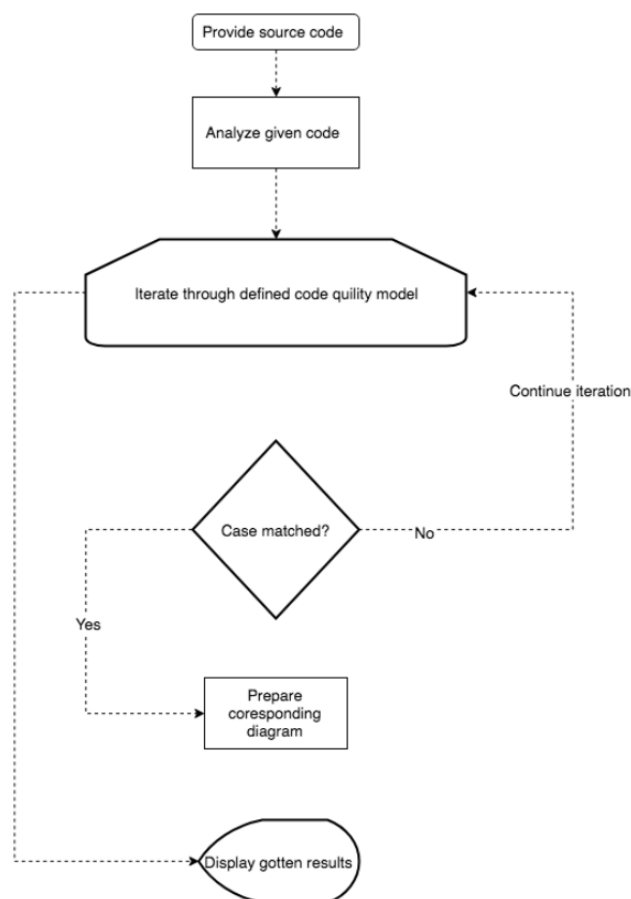 Provide source code
Analyze given code
Iterate through defined code quility model
Continue iteration
Case matched?
No
Yes
Prepare
coresponding
diagram
Display gotten results